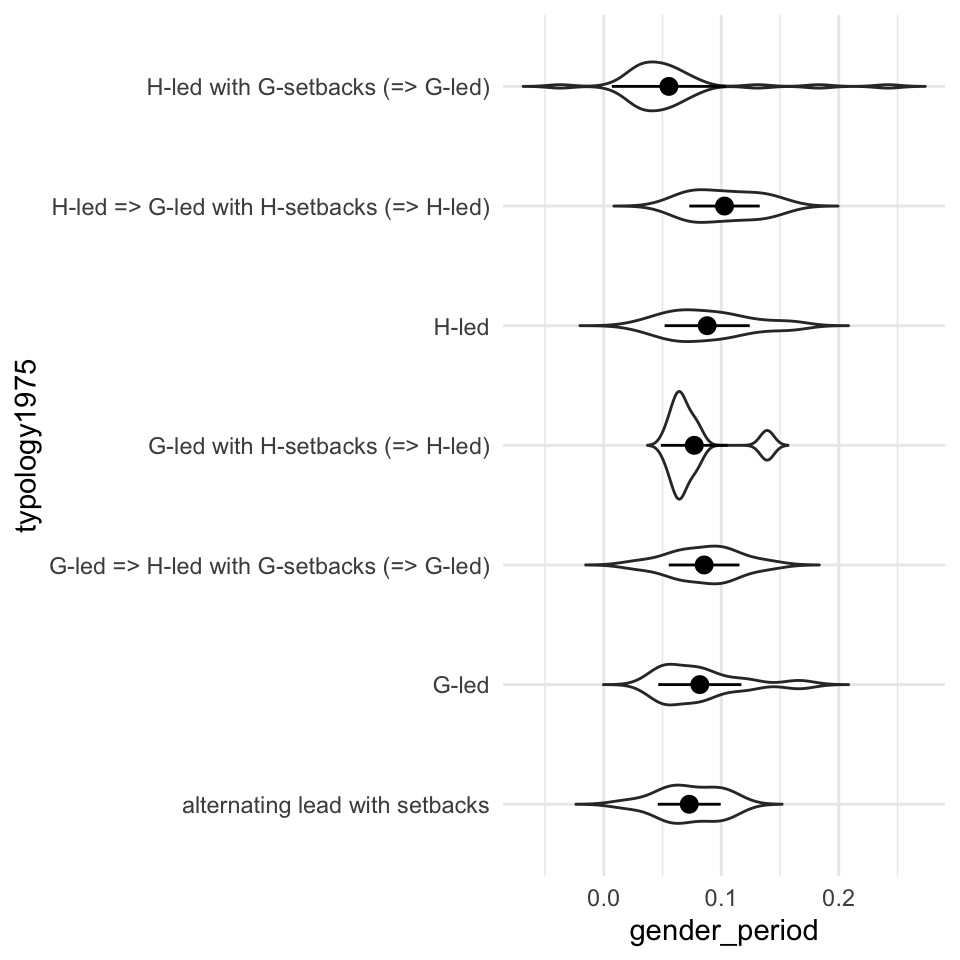 H-led with G-setbacks (=> G-led)
H-led => G-led with H-setbacks (=> H-led)
H-led
G-led with H-setbacks (=> H-led)
G-led => H-led with G-setbacks (=> G-led)
G-led
alternating lead with setbacks
typology1975
0.0 0.1 0.2
gender_period